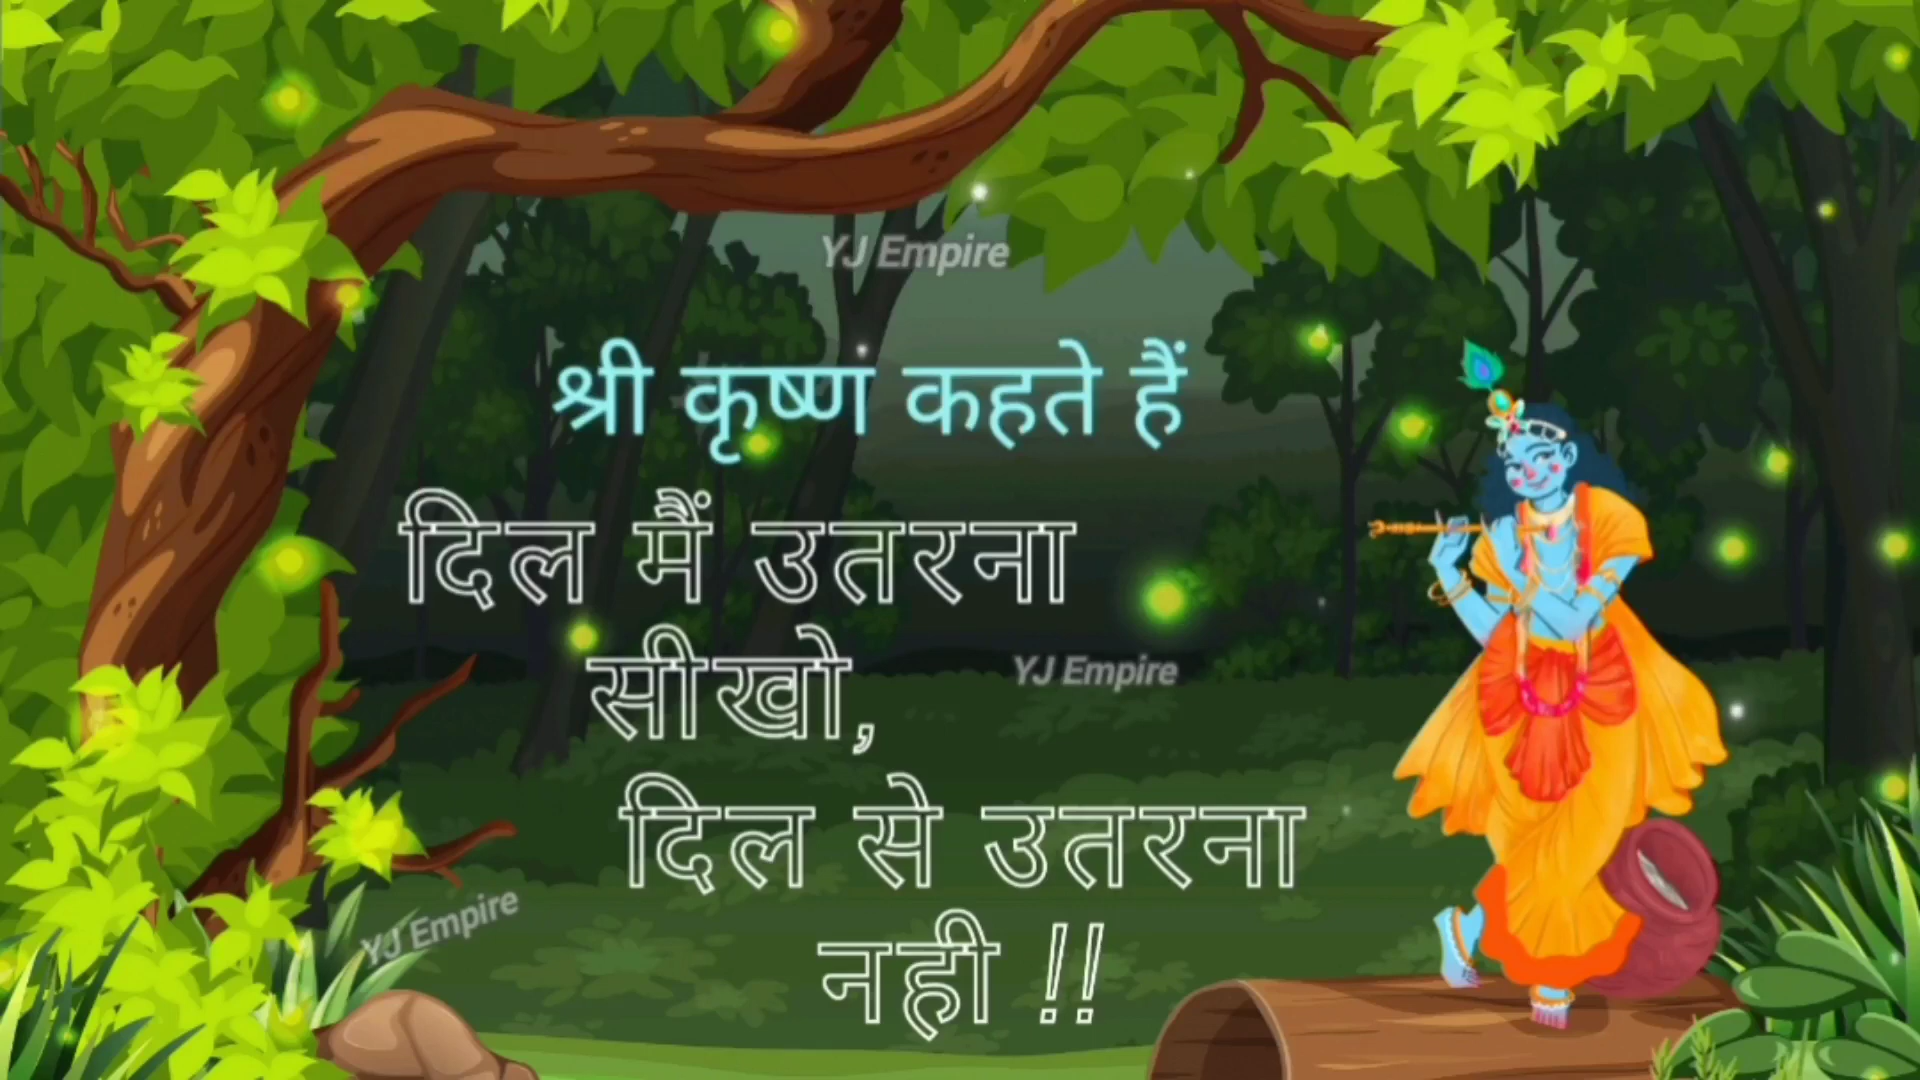 YJ Empire
श्री कृष्ण कहते हैं
दिल मैं उतरना
सीखो,
YJ Empire
दिल से उतरना
YJ Empire
नही !!